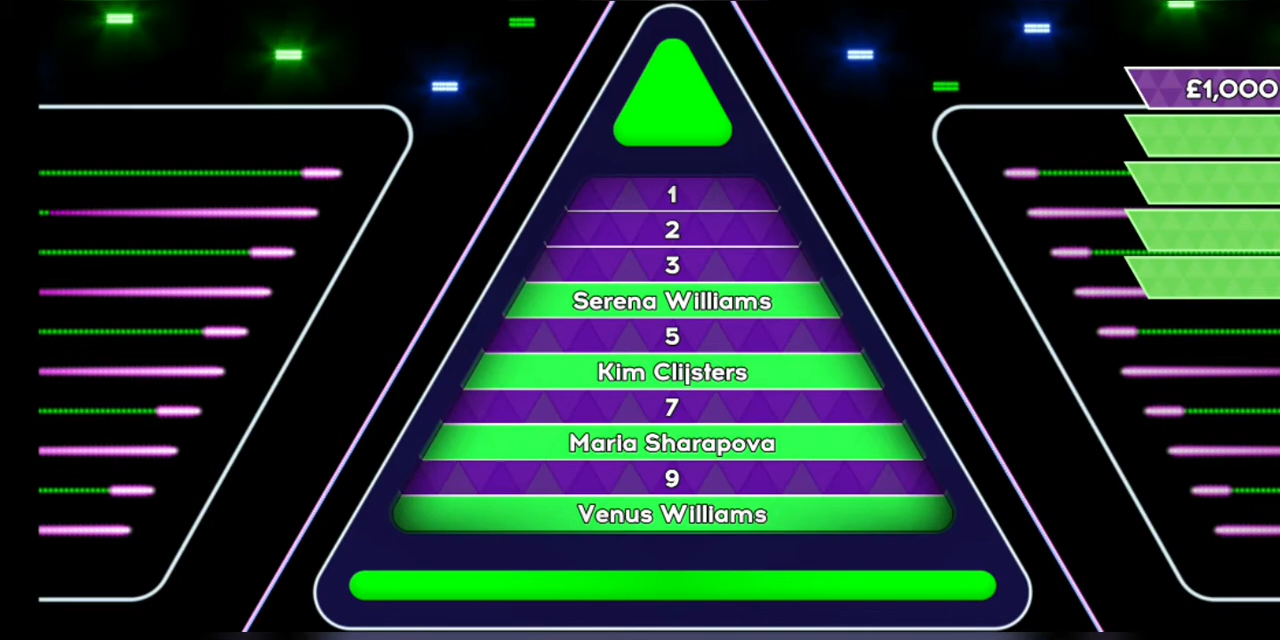 £1,000
1
2
3
Serena Williams
5
Kim Clijsters
7
Maria Sharapova
9
Venus Williams